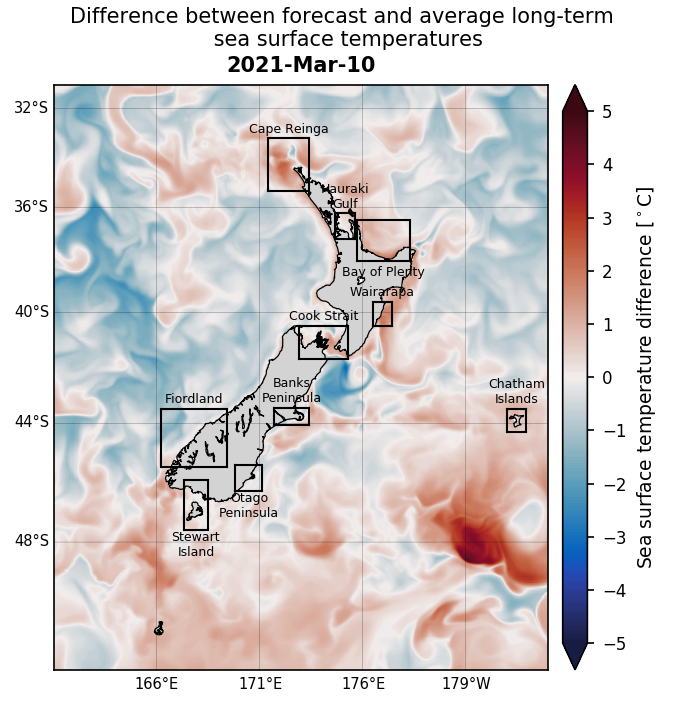 Difference between forecast and average long-term
sea surface temperatures
2021-Mar-10
32°S
36°S
40°S
44°S
48°S
Cape Reinga
Hauraki
Gulf
Bay of Plenty
Wairarapa
Cook Strait
Banks
Peninsula
Fiordland
Chatham
Islands
Otago
Peninsula
Stewart
Island
166°E
171°E
176°E
179°W
5
4
3
2
1
0
−1
−2
−3
−4
−5
Sea surface temperature difference [°C]